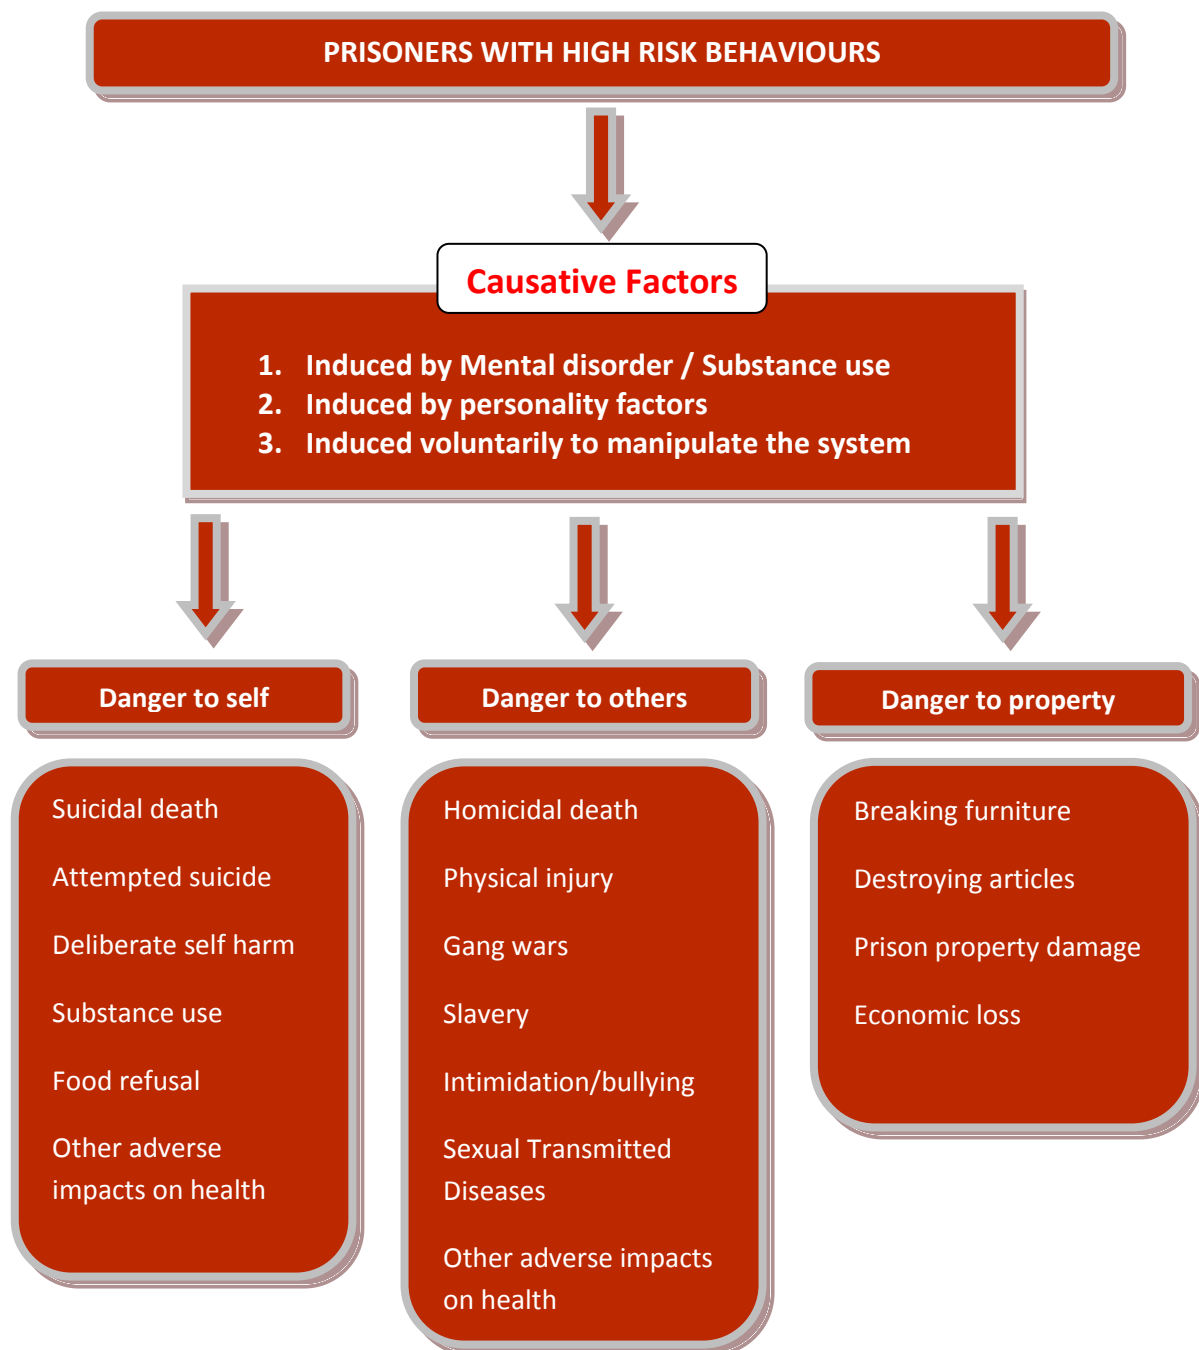 PRISONERS WITH HIGH RISK BEHAVIOURS
Causative Factors
1. Induced by Mental disorder / Substance use
2. Induced by personality factors
3. Induced voluntarily to manipulate the system
Danger to self
Suicidal death
Attempted suicide
Deliberate self harm
Substance use
Food refusal
Other adverse
impacts on health
Danger to others
Homicidal death
Physical injury
Gang wars
Slavery
Intimidation/bullying
Sexual Transmitted
Diseases
Other adverse impacts
on health
Danger to property
Breaking furniture
Destroying articles
Prison property damage
Economic loss